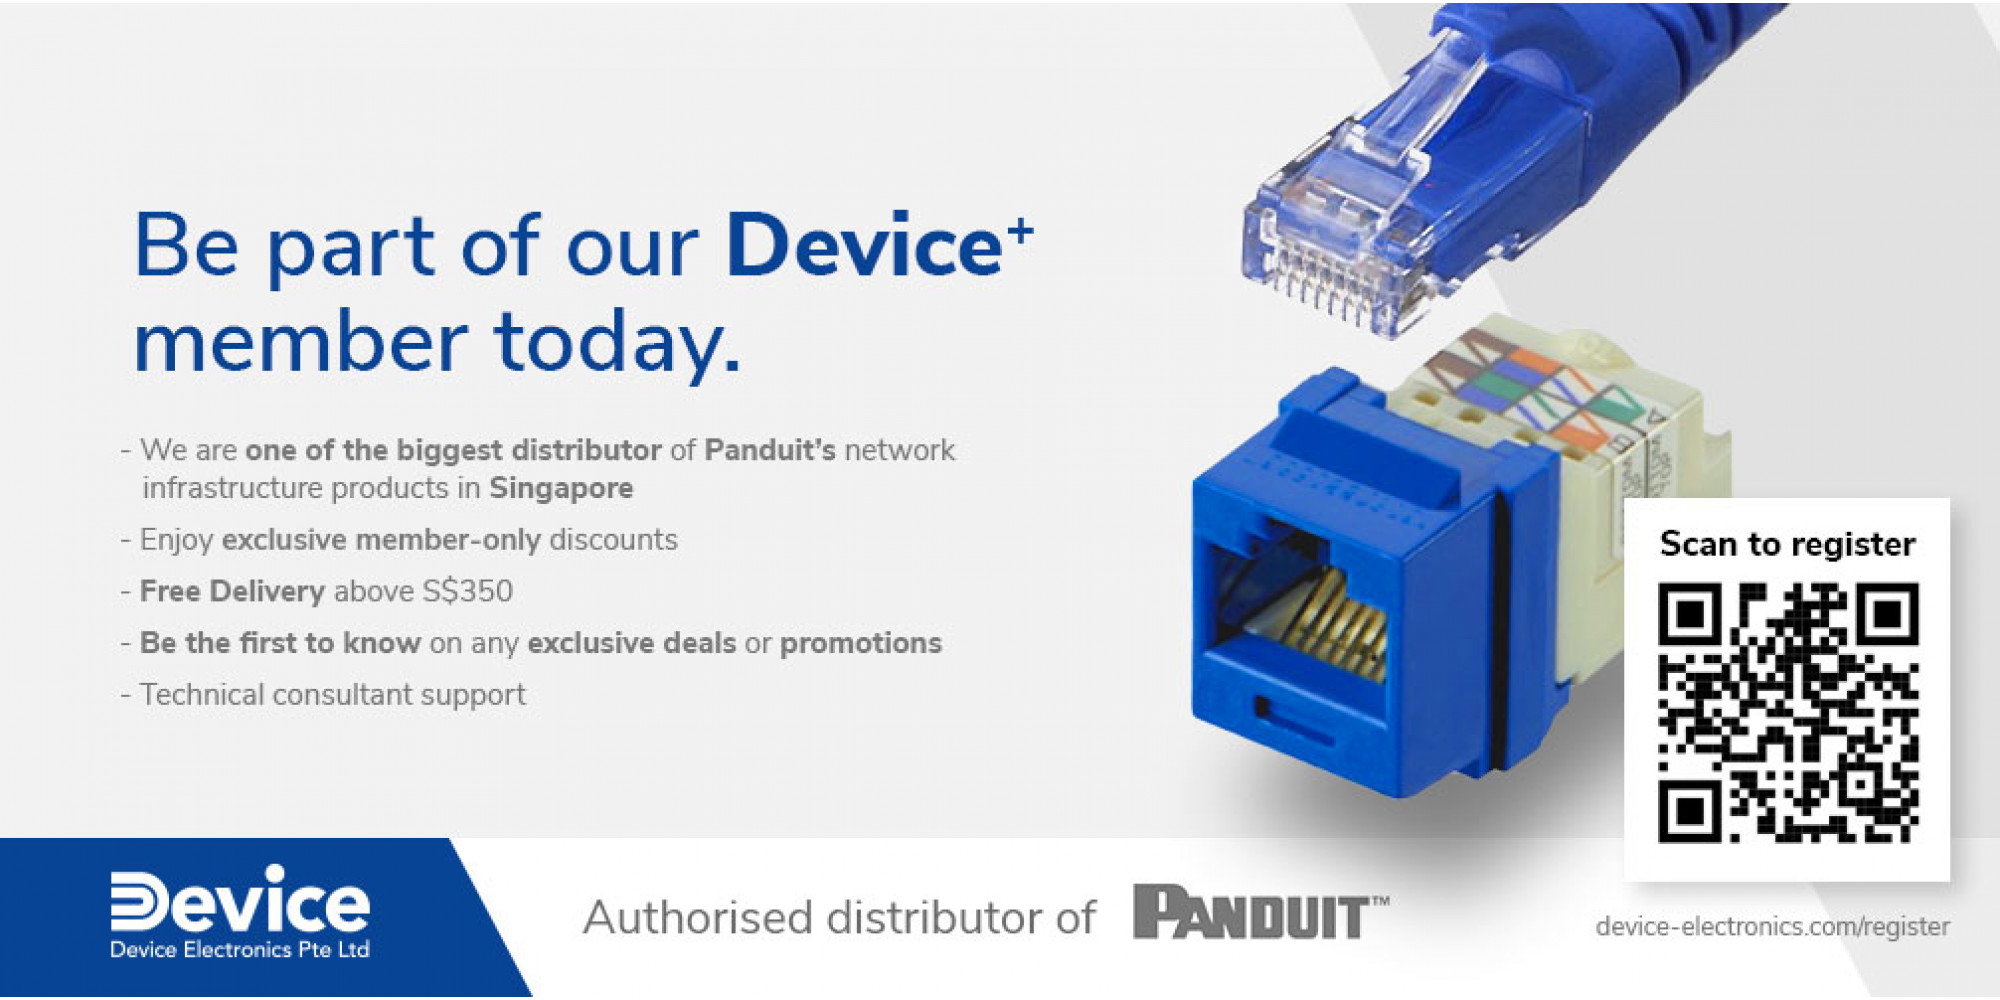 Be part of our Device+
member today.
- We are one of the biggest distributor of Panduit's network
infrastructure products in Singapore
- Enjoy exclusive member-only discounts
- Free Delivery above S$350
- Be the first to know on any exclusive deals or promotions
- Technical consultant support
A
B
Scan to register
Device
Device Electronics Pte Ltd
Authorised distributor of
PANDUIT™
device-electronics.com/register